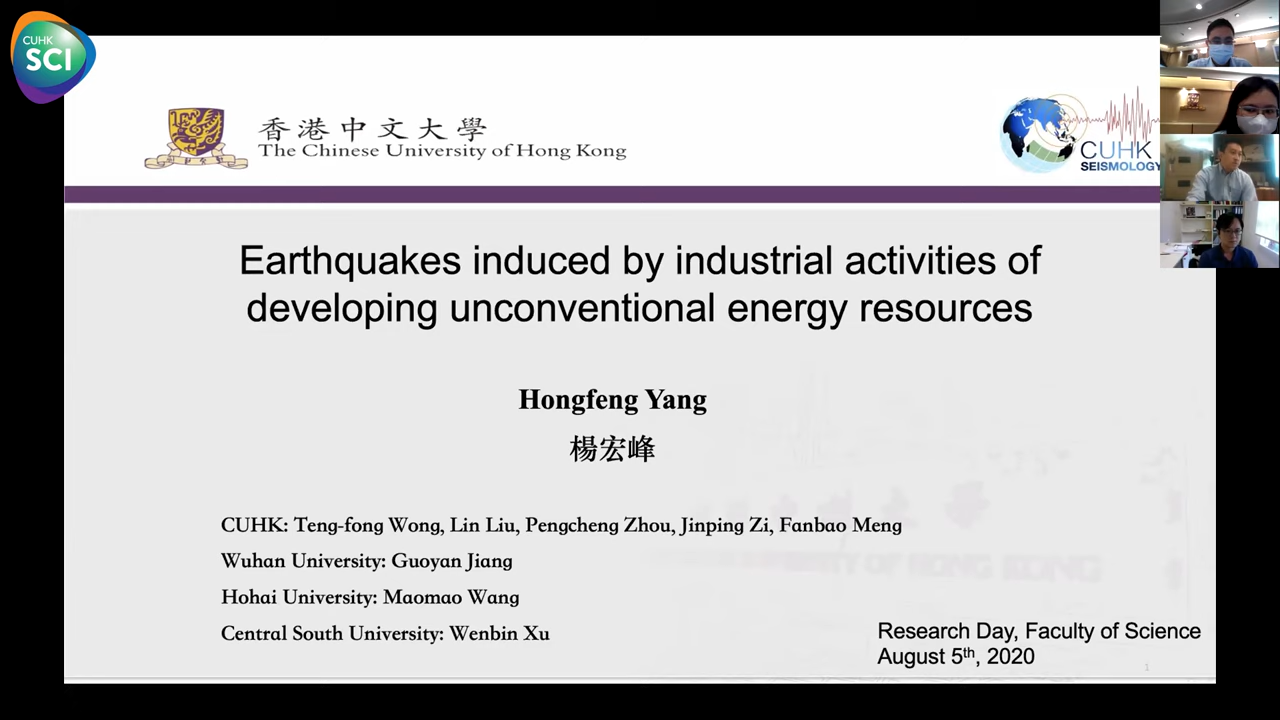 CUHK
SCI
香港中文大學
The Chinese University of Hong Kong
CUHK
SEISMOLOGY
Earthquakes induced by industrial activities of
developing unconventional energy resources
Hongfeng Yang
楊宏峰
CUHK: Teng-fong Wong, Lin Liu, Pengcheng Zhou, Jinping Zi, Fanbao Meng
Wuhan University: Guoyan Jiang
Hohai University: Maomao Wang
Central South University: Wenbin Xu
Research Day, Faculty of Science
August 5th, 2020
1